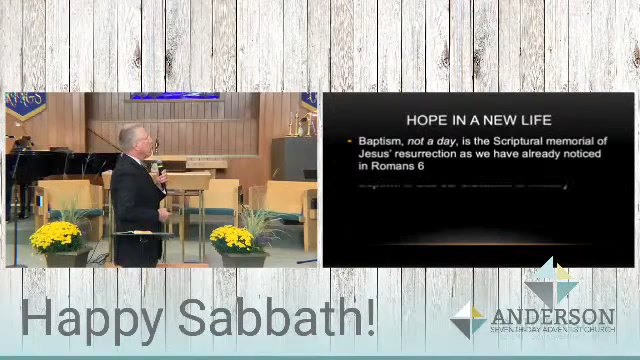 KINGS
HOPE IN A NEW LIFE
Baptism, not a day, is the Scriptural memorial of
Jesus' resurrection as we have already noticed
in Romans 6
Happy Sabbath!
ANDERSON
SEVENTH-DAY ADVENTIST CHURCH